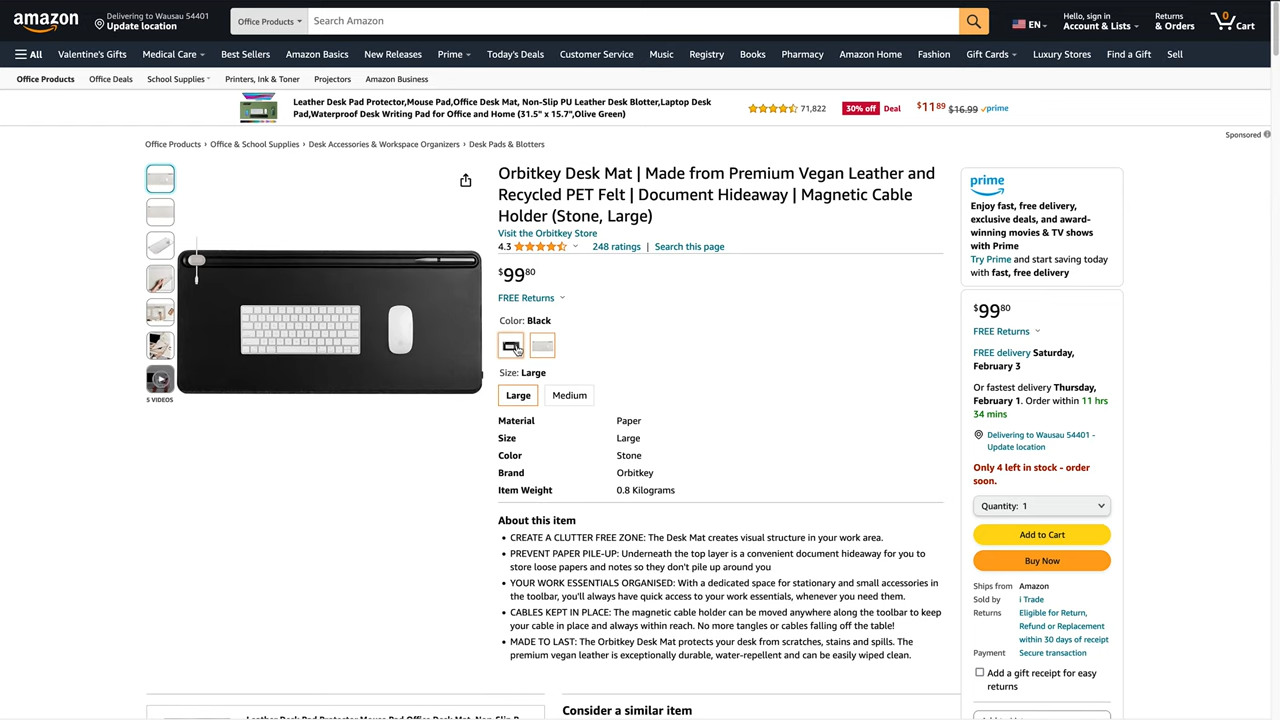 amazon
Delivering to Wausau 54401
Update location
Office Products
Search Amazon
EN
Hello, sign in
Account & Lists
Returns
& Orders
0
Cart
All
Valentine's Gifts
Medical Care
Best Sellers
Amazon Basics
New Releases
Prime
Today's Deals
Customer Service
Music
Registry
Books
Pharmacy
Amazon Home
Fashion
Gift Cards
Luxury Stores
Find a Gift
Sell
Office Products
Office Deals
School Supplies
Printers, Ink & Toner
Projectors
Amazon Business
Leather Desk Pad Protector,Mouse Pad,Office Desk Mat, Non-Slip PU Leather Desk Blotter,Laptop Desk
Pad,Waterproof Desk Writing Pad for Office and Home (31.5" x 15.7",Olive Green)
71,822
30% off
Deal
$11 89
$16.99
prime
Sponsored
Office Products › Office & School Supplies › Desk Accessories & Workspace Organizers › Desk Pads & Blotters
Orbitkey Desk Mat | Made from Premium Vegan Leather and
Recycled PET Felt | Document Hideaway | Magnetic Cable
Holder (Stone, Large)
Visit the Orbitkey Store
4.3
248 ratings | Search this page
$99 80
FREE Returns
Color: Black
Size: Large
Large
Medium
Material Paper
Size Large
Color Stone
Brand Orbitkey
Item Weight 0.8 Kilograms
About this item
• CREATE A CLUTTER FREE ZONE: The Desk Mat creates visual structure in your work area.
• PREVENT PAPER PILE-UP: Underneath the top layer is a convenient document hideaway for you to
store loose papers and notes so they don't pile up around you
• YOUR WORK ESSENTIALS ORGANISED: With a dedicated space for stationary and small accessories in
the toolbar, you'll always have quick access to your work essentials, whenever you need them.
• CABLES KEPT IN PLACE: The magnetic cable holder can be moved anywhere along the toolbar to keep
your cable in place and always within reach. No more tangles or cables falling off the table!
• MADE TO LAST: The Orbitkey Desk Mat protects your desk from scratches, stains and spills. The
premium vegan leather is exceptionally durable, water-repellent and can be easily wiped clean.
5 VIDEOS
Consider a similar item
prime
Enjoy fast, free delivery,
exclusive deals, and award-
winning movies & TV shows
with Prime
Try Prime and start saving today
with fast, free delivery
$99 80
FREE Returns
FREE delivery Saturday,
February 3
Or fastest delivery Thursday,
February 1. Order within 11 hrs
34 mins
Delivering to Wausau 54401 -
Update location
Only 4 left in stock - order
soon.
Quantity: 1
Add to Cart
Buy Now
Ships from Amazon
Sold by i Trade
Returns Eligible for Return,
Refund or Replacement
within 30 days of receipt
Payment Secure transaction
Add a gift receipt for easy
returns